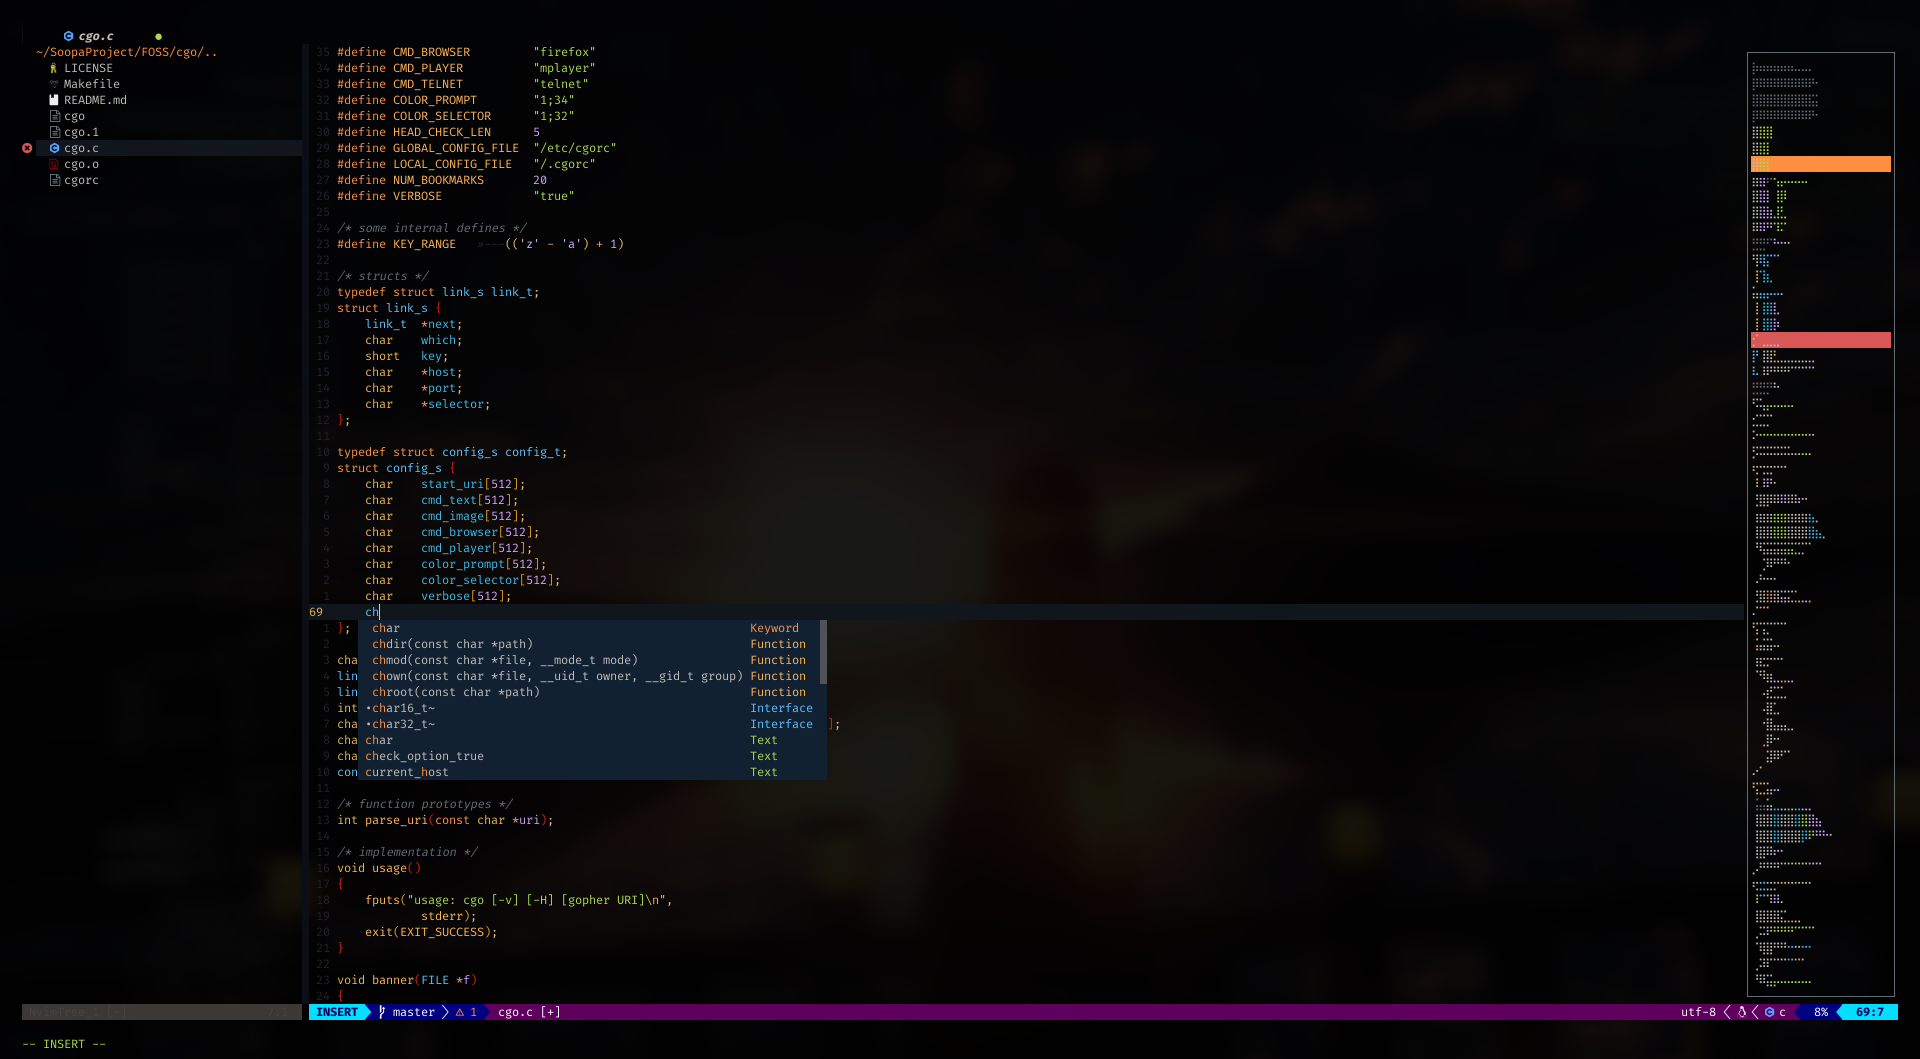 cgo.c
~/SoopaProject/FOSS/cgo/..
LICENSE
Makefile
README.md
cgo
cgo.1
cgo.c
cgo.o
cgorc
35 #define CMD_BROWSER "firefox"
34 #define CMD_PLAYER "mplayer"
33 #define CMD_TELNET "telnet"
32 #define COLOR_PROMPT "1;34"
31 #define COLOR_SELECTOR "1;32"
30 #define HEAD_CHECK_LEN 5
29 #define GLOBAL_CONFIG_FILE "/etc/cgorc"
28 #define LOCAL_CONFIG_FILE "/.cgorc"
27 #define NUM_BOOKMARKS 20
26 #define VERBOSE "true"
25
24 /* some internal defines */
23 #define KEY_RANGE »---(('z' - 'a') + 1)
22
21 /* structs */
20 typedef struct link_s link_t;
19 struct link_s {
18 link_t *next;
17 char which;
16 short key;
15 char *host;
14 char *port;
13 char *selector;
12 };
11
10 typedef struct config_s config_t;
9 struct config_s {
8 char start_uri[512];
7 char cmd_text[512];
6 char cmd_image[512];
5 char cmd_browser[512];
4 char cmd_player[512];
3 char color_prompt[512];
2 char color_selector[512];
1 char verbose[512];
69 ch
1 }; char Keyword
2 chdir(const char *path) Function
3 cha chmod(const char *file, __mode_t mode) Function
4 lin chown(const char *file, __uid_t owner, __gid_t group) Function
5 lin chroot(const char *path) Function
6 int •char16_t~ Interface
7 cha •char32_t~ Interface ];
8 cha char Text
9 cha check_option_true Text
10 con current_host Text
11
12 /* function prototypes */
13 int parse_uri(const char *uri);
14
15 /* implementation */
16 void usage()
17 {
18 fputs("usage: cgo [-v] [-H] [gopher URI]\n",
19 stderr);
20 exit(EXIT_SUCCESS);
21 }
22
23 void banner(FILE *f)
24 {
NvimTree_1 [-]
INSERT master ⚠ 1 cgo.c [+] utf-8 c 8% 69:7
-- INSERT --